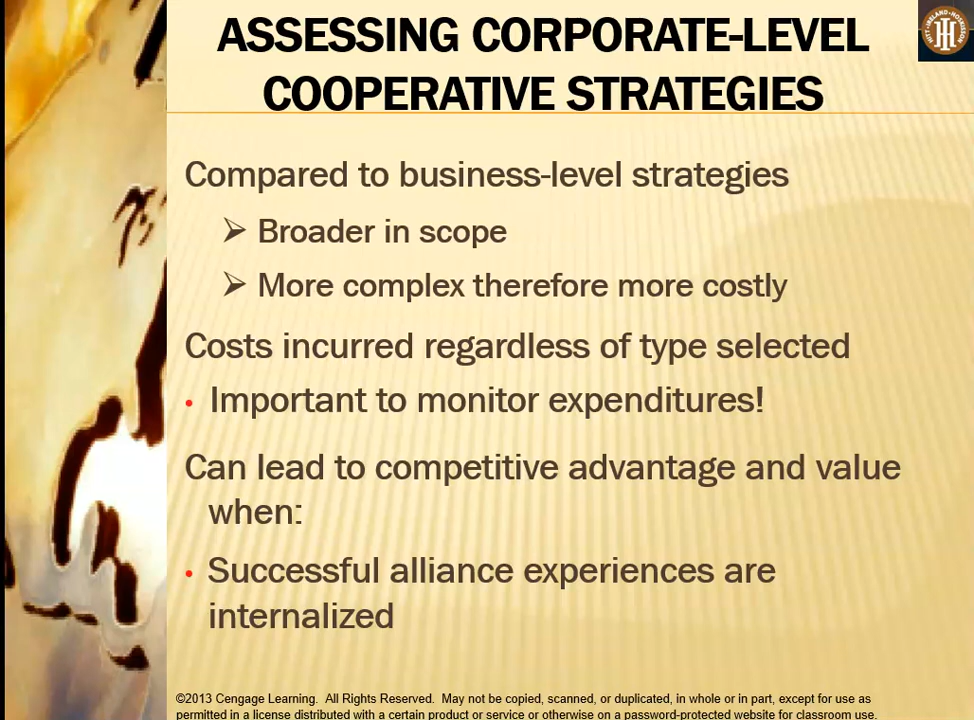 ASSESSING CORPORATE-LEVEL
COOPERATIVE STRATEGIES
HITT · IRELAND · HOSKISSON
Compared to business-level strategies
Broader in scope
More complex therefore more costly
Costs incurred regardless of type selected
• Important to monitor expenditures!
Can lead to competitive advantage and value
when:
• Successful alliance experiences are
internalized
©2013 Cengage Learning. All Rights Reserved. May not be copied, scanned, or duplicated, in whole or in part, except for use as
permitted in a license distributed with a certain product or service or otherwise on a password-protected website for classroom use.